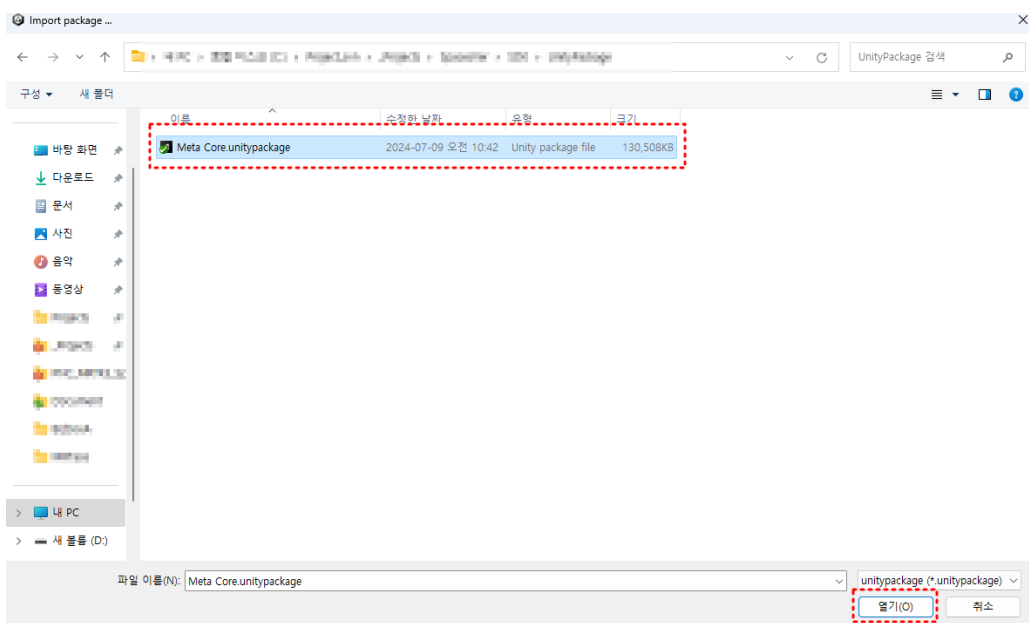 Import package ...
UnityPackage 검색
구성 새 폴더
이름 수정한 날짜 유형 크기
Meta Core.unitypackage 2024-07-09 오전 10:42 Unity package file 130,508KB
바탕 화면
다운로드
문서
사진
음악
동영상
내 PC
새 볼륨 (D:)
파일 이름(N): Meta Core.unitypackage unitypackage (*.unitypackage)
열기(O) 취소